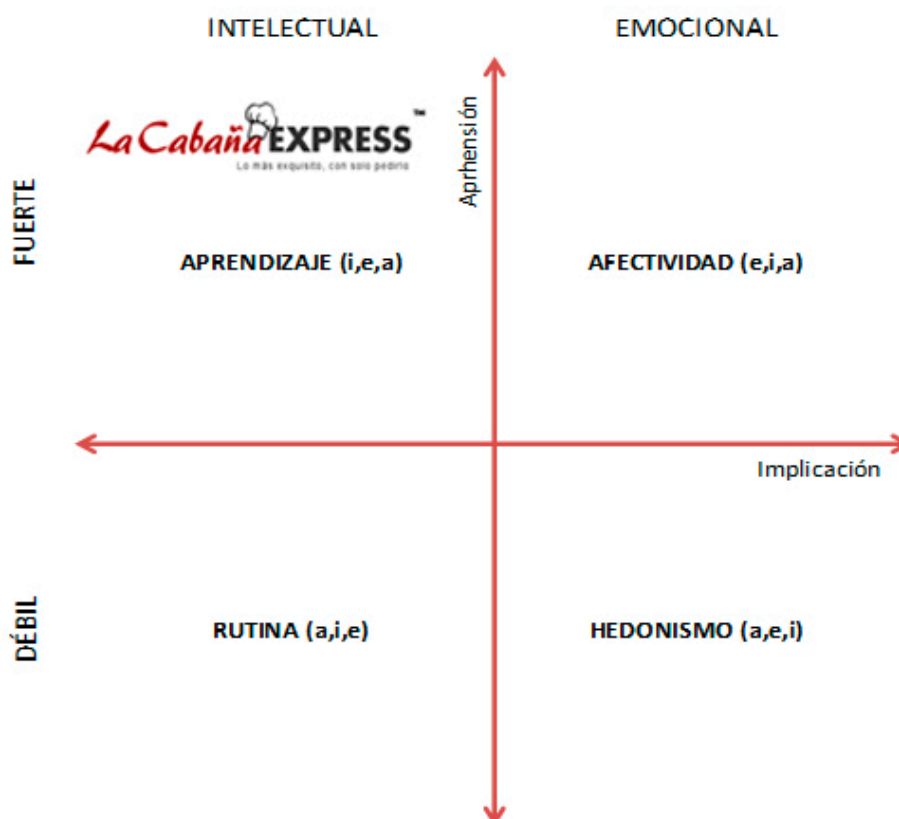 INTELECTUAL EMOCIONAL
La Cabaña EXPRESS ™
Lo más exquisito, con solo pedirlo
Aprhensión
FUERTE
APRENDIZAJE (i,e,a) AFECTIVIDAD (e,i,a)
Implicación
DÉBIL
RUTINA (a,i,e) HEDONISMO (a,e,i)